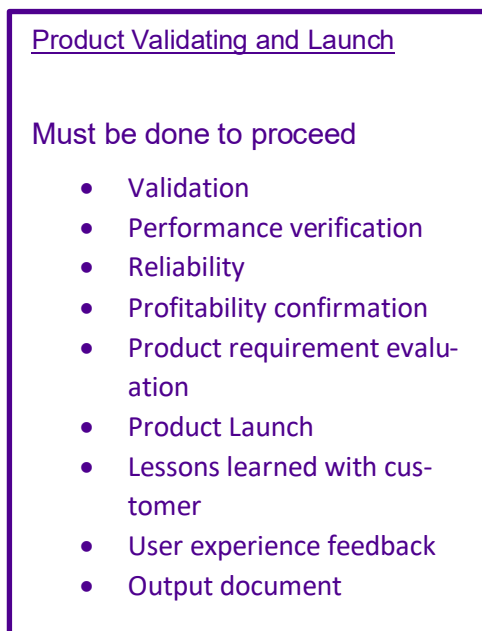 Product Validating and Launch
Must be done to proceed
• Validation
• Performance verification
• Reliability
• Profitability confirmation
• Product requirement evalu-
ation
• Product Launch
• Lessons learned with cus-
tomer
• User experience feedback
• Output document